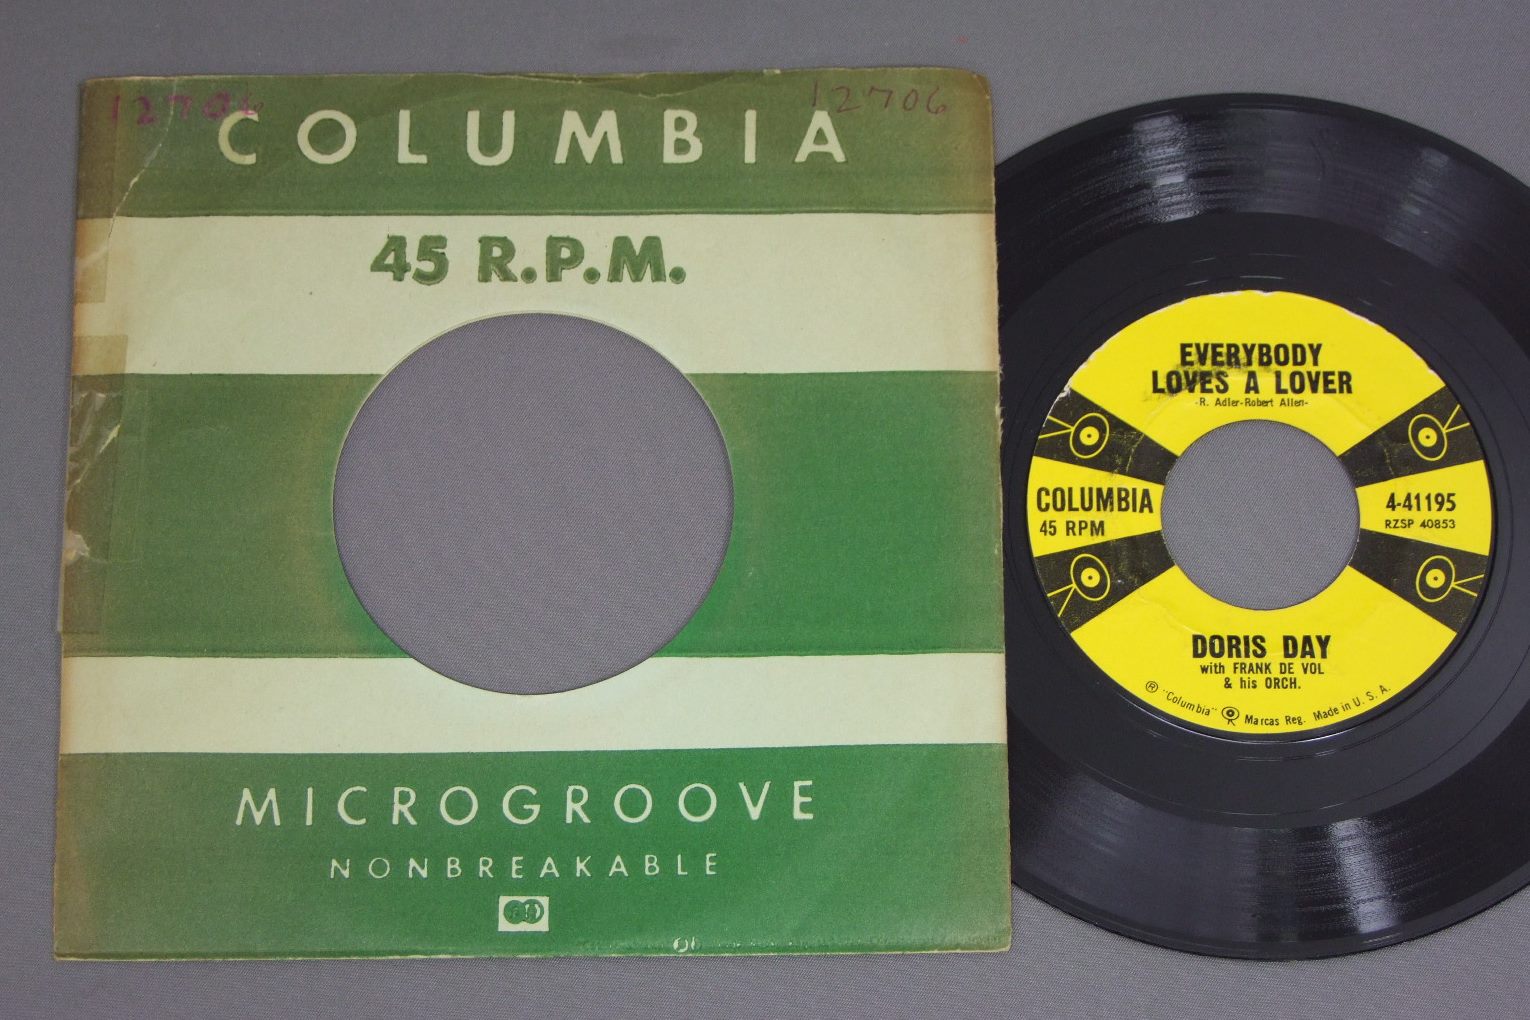 12706
12706
COLUMBIA
45 R.P.M.
MICROGROOVE
NONBREAKABLE
EVERYBODY
LOVES A LOVER
-R. Adler-Robert Allen-
COLUMBIA
45 RPM
4-41195
RZSP 40853
DORIS DAY
with FRANK DE VOL
& his ORCH.
Ⓡ "Columbia" Marcas Reg. Made in U. S. A.